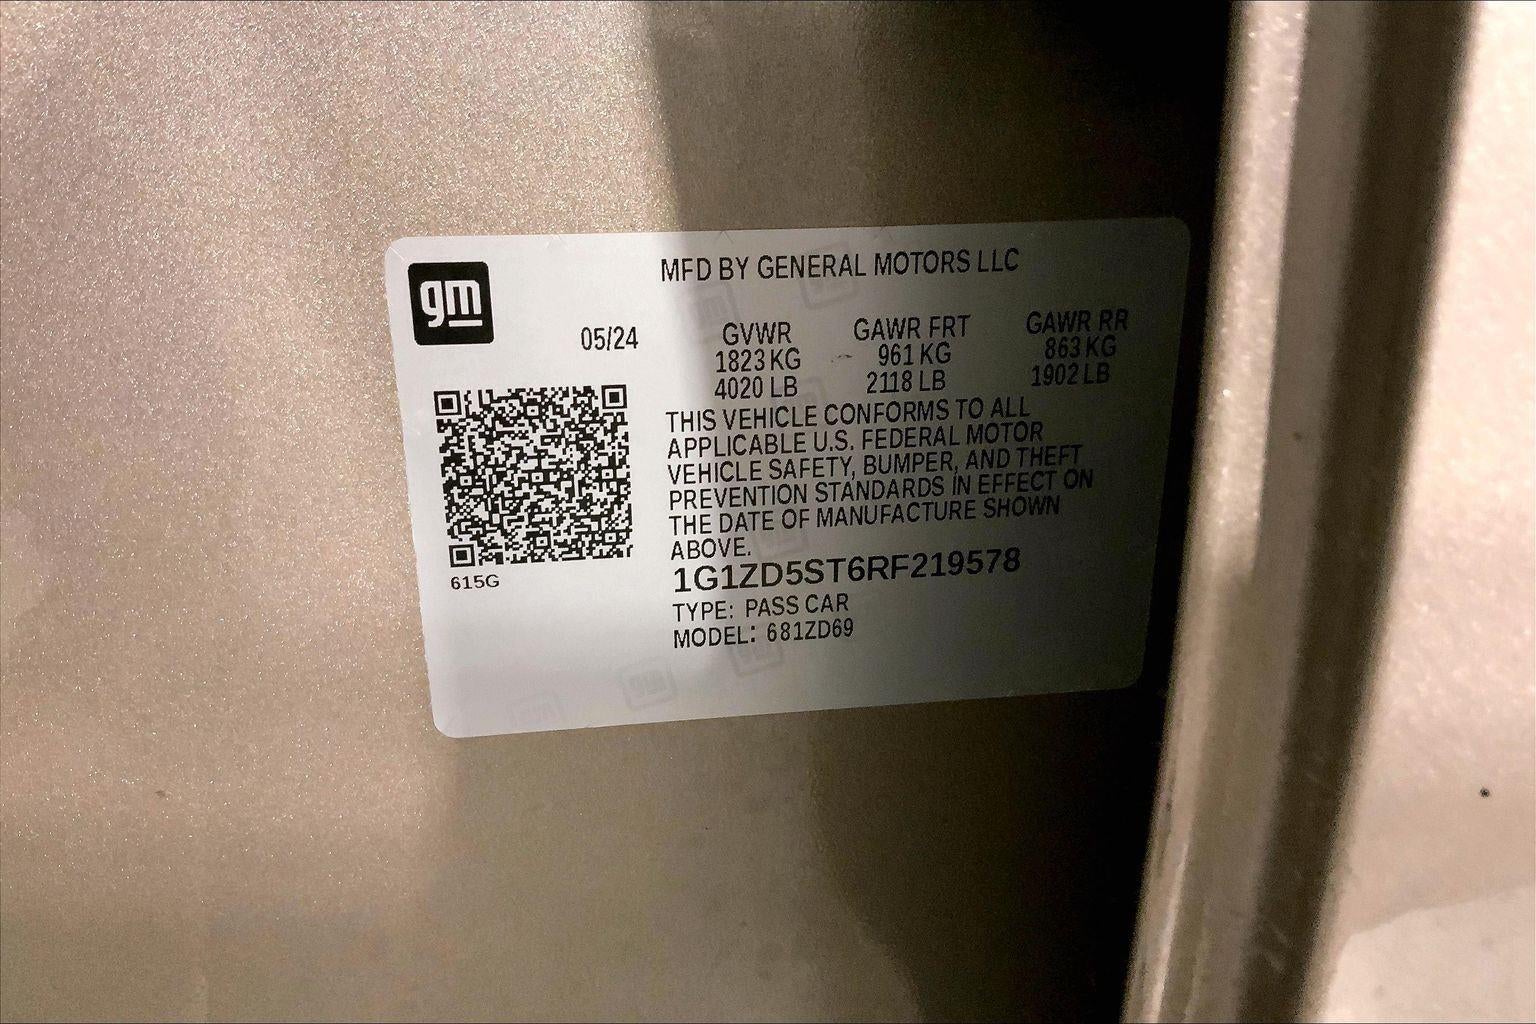 gm
MFD BY GENERAL MOTORS LLC
05/24 GVWR GAWR FRT GAWR RR
1823 KG 961 KG 863 KG
4020 LB 2118 LB 1902 LB
THIS VEHICLE CONFORMS TO ALL
APPLICABLE U.S. FEDERAL MOTOR
VEHICLE SAFETY, BUMPER, AND THEFT
PREVENTION STANDARDS IN EFFECT ON
THE DATE OF MANUFACTURE SHOWN
ABOVE.
615G
1G1ZD5ST6RF219578
TYPE: PASS CAR
MODEL: 681ZD69